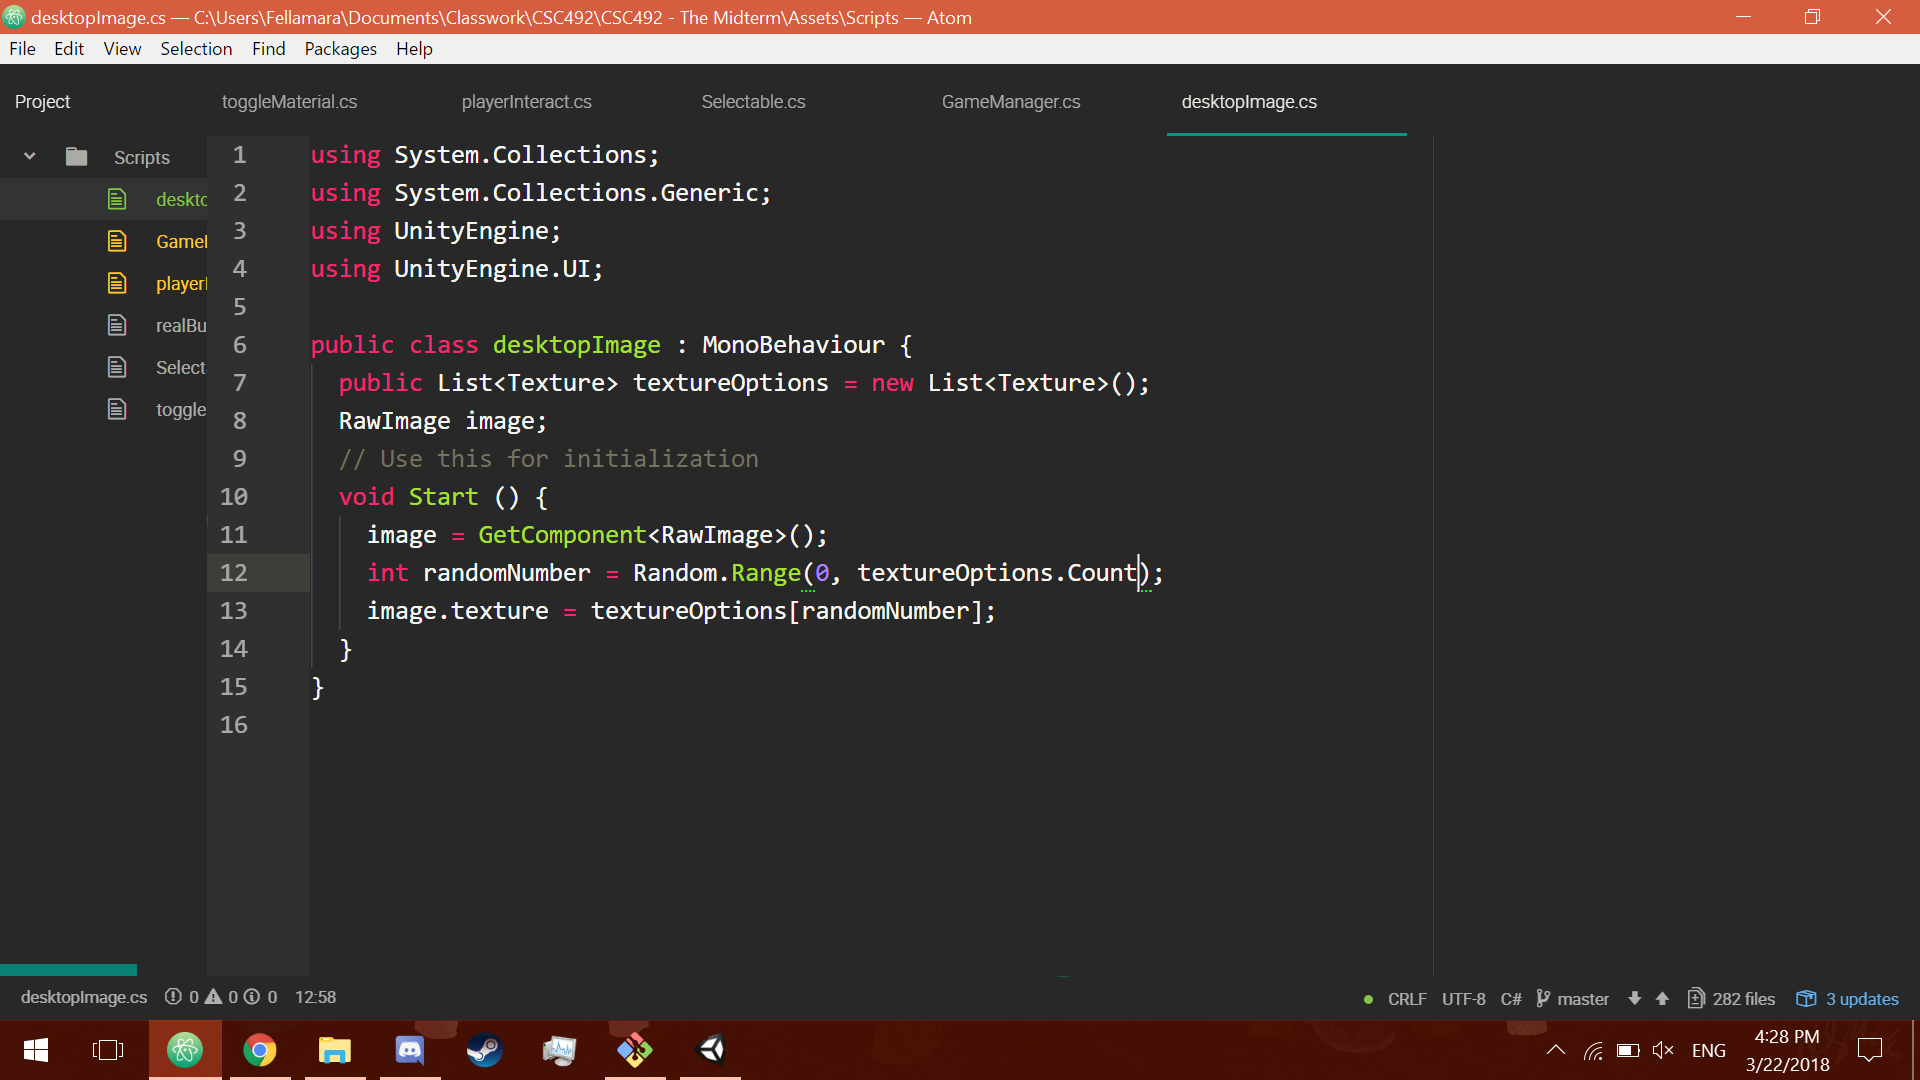 desktopImage.cs — C:\Users\Fellamara\Documents\Classwork\CSC492\CSC492 - The Midterm\Assets\Scripts — Atom
File Edit View Selection Find Packages Help
Project toggleMaterial.cs playerInteract.cs Selectable.cs GameManager.cs desktopImage.cs
Scripts
deskto
Gamel
playerI
realBu
Select
toggle
1 using System.Collections;
2 using System.Collections.Generic;
3 using UnityEngine;
4 using UnityEngine.UI;
5
6 public class desktopImage : MonoBehaviour {
7 public List<Texture> textureOptions = new List<Texture>();
8 RawImage image;
9 // Use this for initialization
10 void Start () {
11 image = GetComponent<RawImage>();
12 int randomNumber = Random.Range(0, textureOptions.Count);
13 image.texture = textureOptions[randomNumber];
14 }
15 }
16
desktopImage.cs 0 0 0 12:58 CRLF UTF-8 C# master 282 files 3 updates
ENG 4:28 PM
3/22/2018